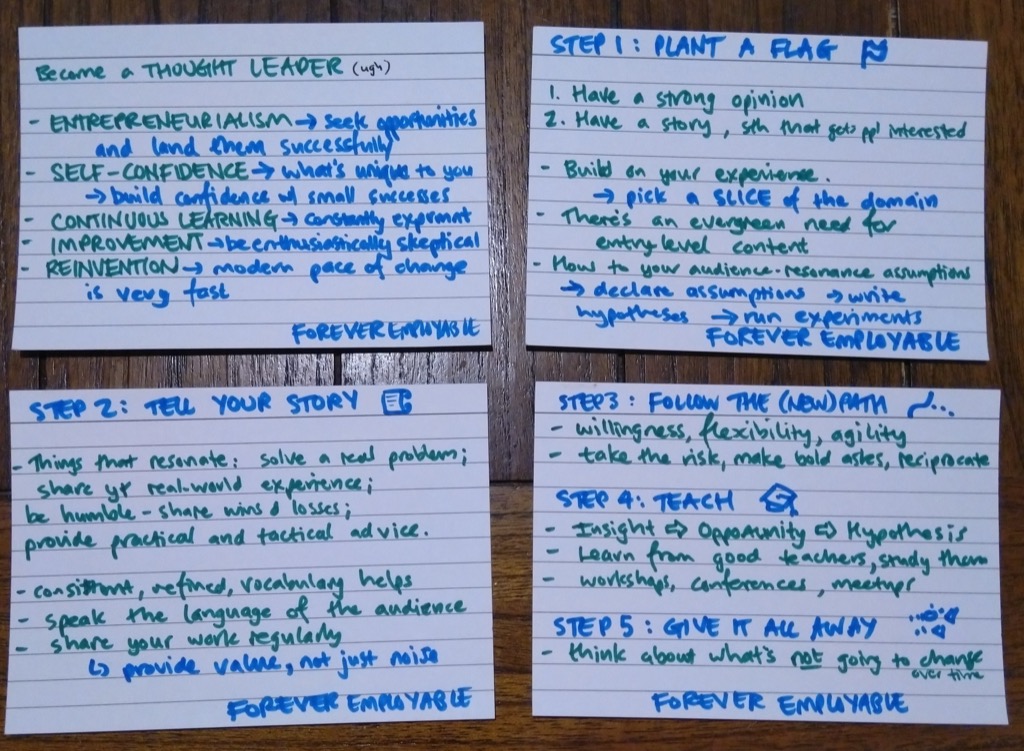 Become a THOUGHT LEADER (ugh)
- ENTREPRENEURIALISM → seek opportunities
and land them successfully
- SELF-CONFIDENCE → what's unique to you
→ build confidence w/ small successes
- CONTINUOUS LEARNING → constantly
- IMPROVEMENT → be enthusiastically skeptical
- REINVENTION → modern pace of change
is very fast
FOREVER EMPLOYABLE
STEP 1: PLANT A FLAG
1. Have a strong opinion
2. Have a story, sth that gets ppl interested
- Build on your experience.
→ pick a SLICE of the domain
- There's an evergreen need for
entry-level content
- How to your audience-resonance assumptions
→ declare assumptions → write
hypotheses → run experiments
FOREVER EMPLOYABLE
STEP 2: TELL YOUR STORY
- Things that resonate: solve a real problem;
share yr real-world experience;
be humble - share wins & losses;
provide practical and tactical advice.
- consistent, refined, vocabulary helps
- speak the language of the audience
- share your work regularly
↳ provide value, not just noise
FOREVER EMPLOYABLE
STEP 3: FOLLOW THE (NEW) PATH
- willingness, flexibility, agility
- take the risk, make bold askes, reciprocate
STEP 4: TEACH
- Insight ⇨ Opportunity ⇨ Hypothesis
- Learn from good teachers, study them
- workshops, conferences, meetups
STEP 5: GIVE IT ALL AWAY
- think about what's not going to change
over time
FOREVER EMPLOYABLE